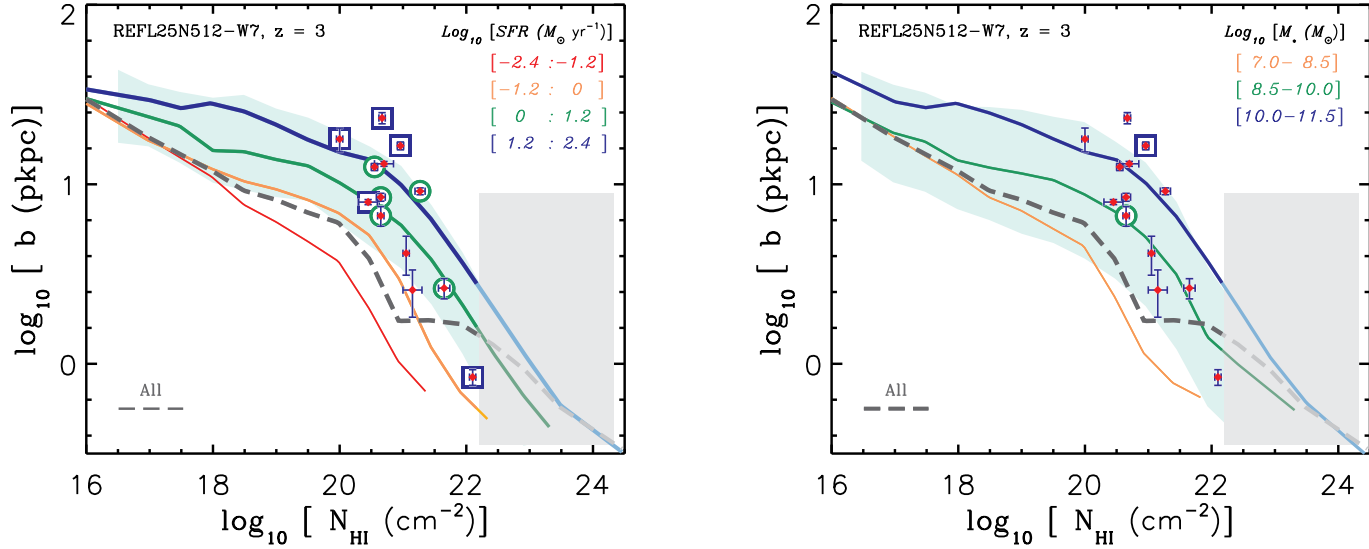 REFL25N512-W7, z = 3
Log10 [SFR (M⊙ yr−1)]
[−2.4 : −1.2]
[−1.2 : 0 ]
[ 0 : 1.2 ]
[ 1.2 : 2.4 ]
All
2
1
0
16 18 20 22 24
log10 [ b (pkpc) ]
log10 [ NHI (cm−2) ]
REFL25N512-W7, z = 3
Log10 [M⋆ (M⊙)]
[ 7.0− 8.5]
[ 8.5−10.0]
[10.0−11.5]
All
2
1
0
16 18 20 22 24
log10 [ b (pkpc) ]
log10 [ NHI (cm−2) ]